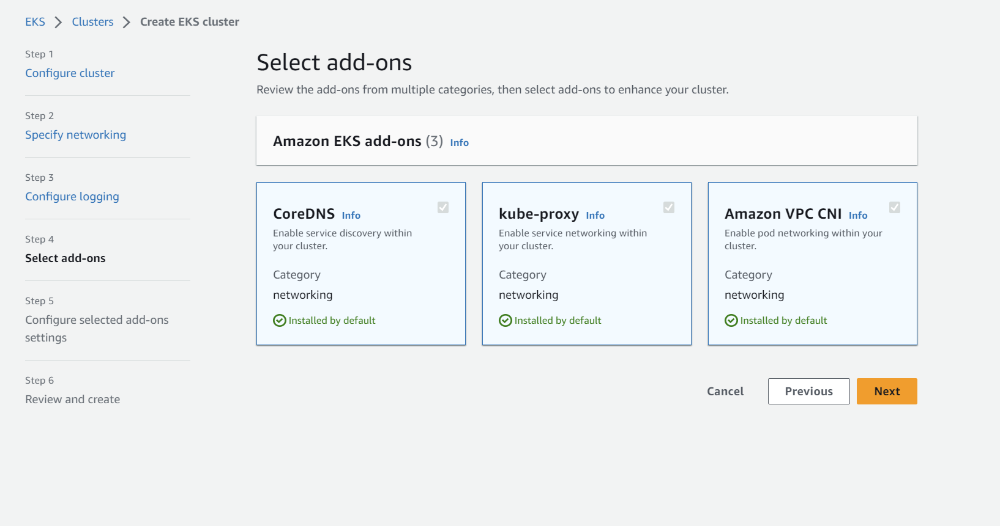 EKS > Clusters > Create EKS cluster
Step 1
Configure cluster
Step 2
Specify networking
Step 3
Configure logging
Step 4
Select add-ons
Step 5
Configure selected add-ons
settings
Step 6
Review and create
Select add-ons
Review the add-ons from multiple categories, then select add-ons to enhance your cluster.
Amazon EKS add-ons (3) Info
CoreDNS Info
Enable service discovery within
your cluster.
Category
networking
Installed by default
kube-proxy Info
Enable service networking within
your cluster.
Category
networking
Installed by default
Amazon VPC CNI Info
Enable pod networking within your
cluster.
Category
networking
Installed by default
Cancel
Previous
Next